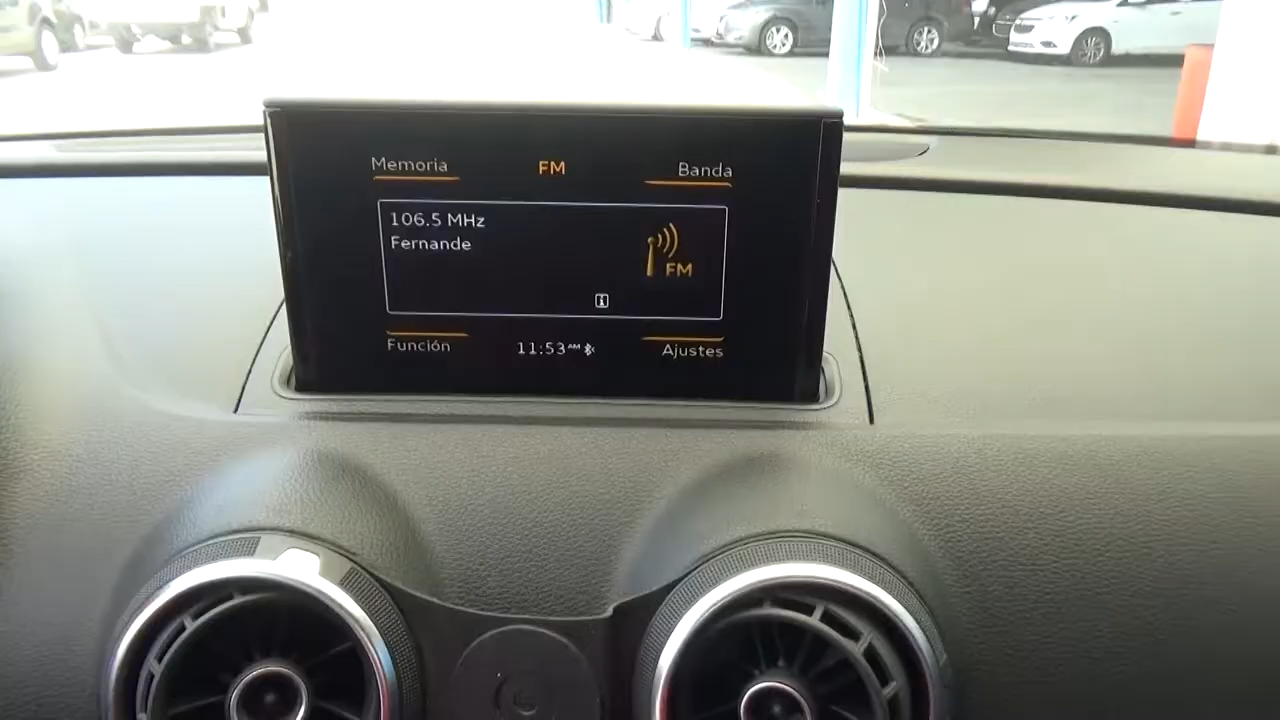 Memoria
FM
Banda
106.5 MHz
Fernande
FM
Función
11:53 AM
Ajustes